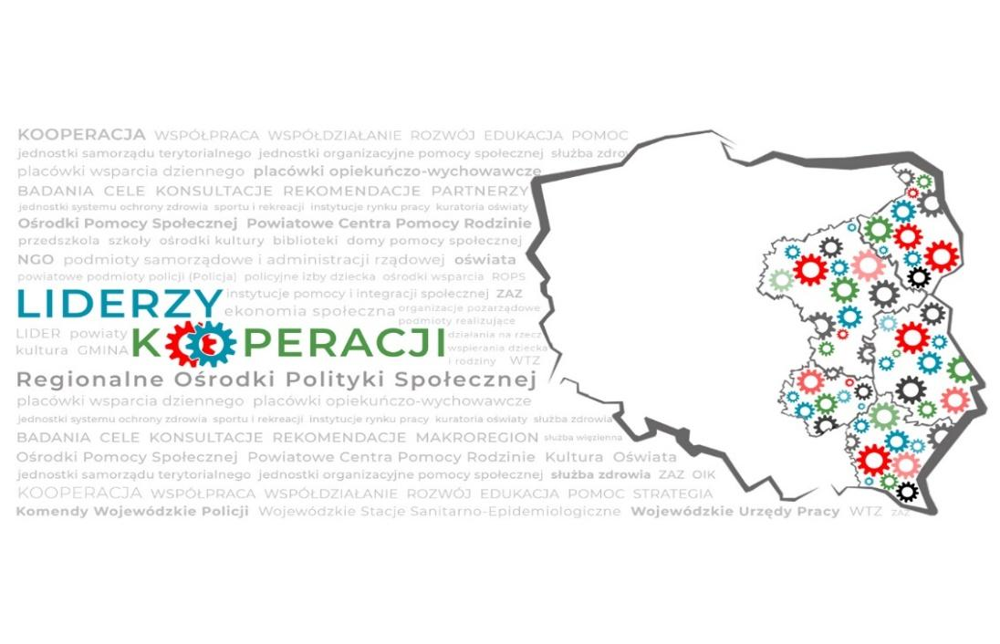 KOOPERACJA WSPÓŁPRACA WSPÓŁDZIAŁANIE ROZWÓJ EDUKACJA POMOC
jednostki samorządu terytorialnego jednostki organizacyjne pomocy społecznej służba zdro
placówki wsparcia dziennego placówki opiekuńczo-wychowawcze
BADANIA CELE KONSULTACJE REKOMENDACJE PARTNERZY
jednostki systemu ochrony zdrowia sportu i rekreacji instytucje rynku pracy kuratoria oświaty
Ośrodki Pomocy Społecznej Powiatowe Centra Pomocy Rodzinie
przedszkola szkoły ośrodki kultury biblioteki domy pomocy społecznej
NGO podmioty samorządowe i administracji rządowej oświata
powiatowe podmioty policji (Policja) policyjne izby dziecka ośrodki wsparcia ROPS
LIDERZY instytucje pomocy i integracji społecznej ZAZ
ekonomia społeczna organizacje pozarządowe
podmioty realizujące
LIDER powiaty KOOPERACJI działania na rzecz
kultura GMINA wspierania dziecka
i rodziny WTZ
Regionalne Ośrodki Polityki Społecznej
placówki wsparcia dziennego placówki opiekuńczo-wychowawcze
jednostki systemu ochrony zdrowia sportu i rekreacji instytucje rynku pracy kuratoria oświaty służba zdrowia
BADANIA CELE KONSULTACJE REKOMENDACJE MAKROREGION służba więzienna
Ośrodki Pomocy Społecznej Powiatowe Centra Pomocy Rodzinie Kultura Oświata
jednostki samorządu terytorialnego jednostki organizacyjne pomocy społecznej służba zdrowia ZAZ OIK
KOOPERACJA WSPÓŁPRACA WSPÓŁDZIAŁANIE ROZWÓJ EDUKACJA POMOC STRATEGIA
Komendy Wojewódzkie Policji Wojewódzkie Stacje Sanitarno-Epidemiologiczne Wojewódzkie Urzędy Pracy WTZ ZAZ